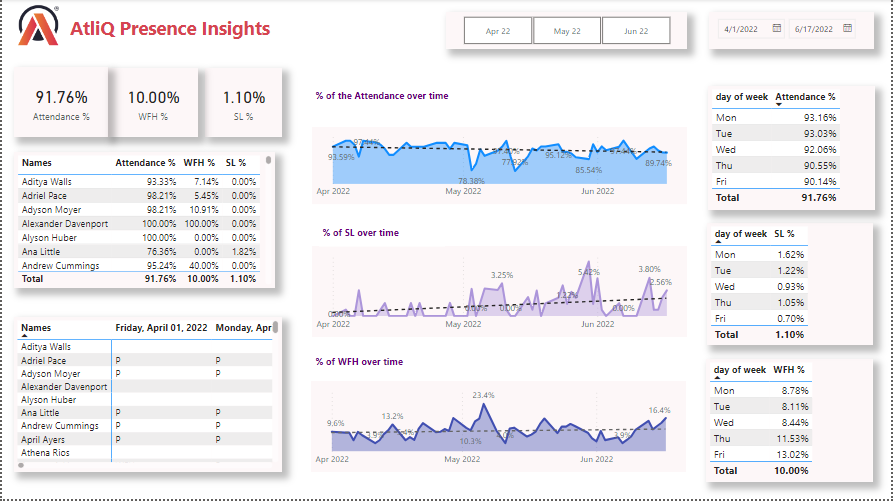 AtliQ Presence Insights
Apr 22 May 22 Jun 22
4/1/2022 6/17/2022
91.76% 10.00% 1.10%
Attendance % WFH % SL %
Names Attendance % WFH % SL %
Aditya Walls 93.33% 7.14% 0.00%
Adriel Pace 98.21% 5.45% 0.00%
Adyson Moyer 98.21% 10.91% 0.00%
Alexander Davenport 100.00% 100.00% 0.00%
Alyson Huber 100.00% 0.00% 0.00%
Ana Little 76.36% 0.00% 1.82%
Andrew Cummings 95.24% 40.00% 0.00%
Total 91.76% 10.00% 1.10%
Names Friday, April 01, 2022 Monday, Apr
Aditya Walls
Adriel Pace P P
Adyson Moyer P P
Alexander Davenport
Alyson Huber
Ana Little P P
Andrew Cummings P P
April Ayers P P
Athena Rios
% of the Attendance over time
93.59% 97.44% 78.38% 77.92% 95.12% 85.54% 89.74%
Apr 2022 May 2022 Jun 2022
% of SL over time
0.00% 3.25% 0.00% 0.00% 5.42% 0.00% 3.80% 2.56%
Apr 2022 May 2022 Jun 2022
% of WFH over time
9.6% 13.2% 10.3% 23.4% 16.4%
Apr 2022 May 2022 Jun 2022
day of week Attendance %
Mon 93.16%
Tue 93.03%
Wed 92.06%
Thu 90.55%
Fri 90.14%
Total 91.76%
day of week SL %
Mon 1.62%
Tue 1.22%
Wed 0.93%
Thu 1.05%
Fri 0.70%
Total 1.10%
day of week WFH %
Mon 8.78%
Tue 8.11%
Wed 8.44%
Thu 11.53%
Fri 13.02%
Total 10.00%